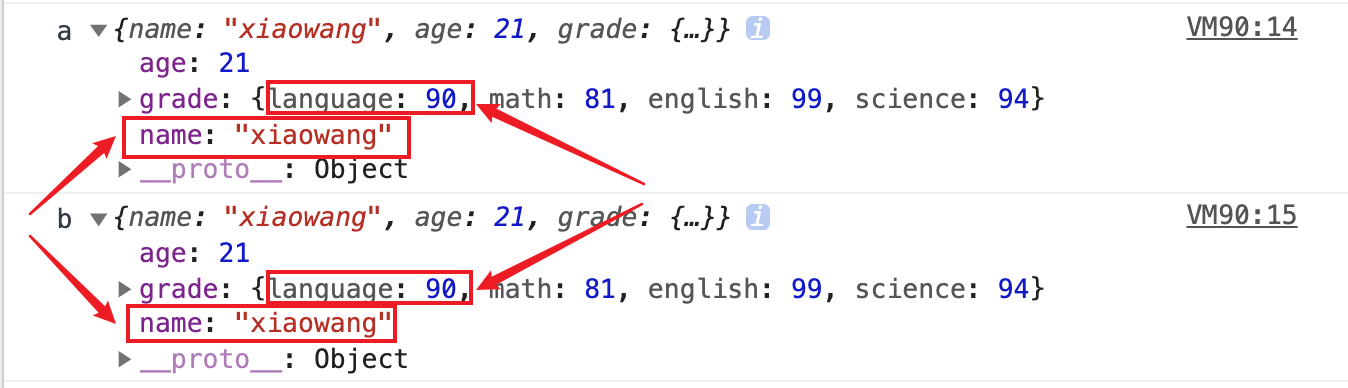 a ▼{name: "xiaowang", age: 21, grade: {…}} i VM90:14
age: 21
▶grade: {language: 90, math: 81, english: 99, science: 94}
name: "xiaowang"
▶__proto__: Object
b ▼{name: "xiaowang", age: 21, grade: {…}} i VM90:15
age: 21
▶grade: {language: 90, math: 81, english: 99, science: 94}
name: "xiaowang"
▶__proto__: Object